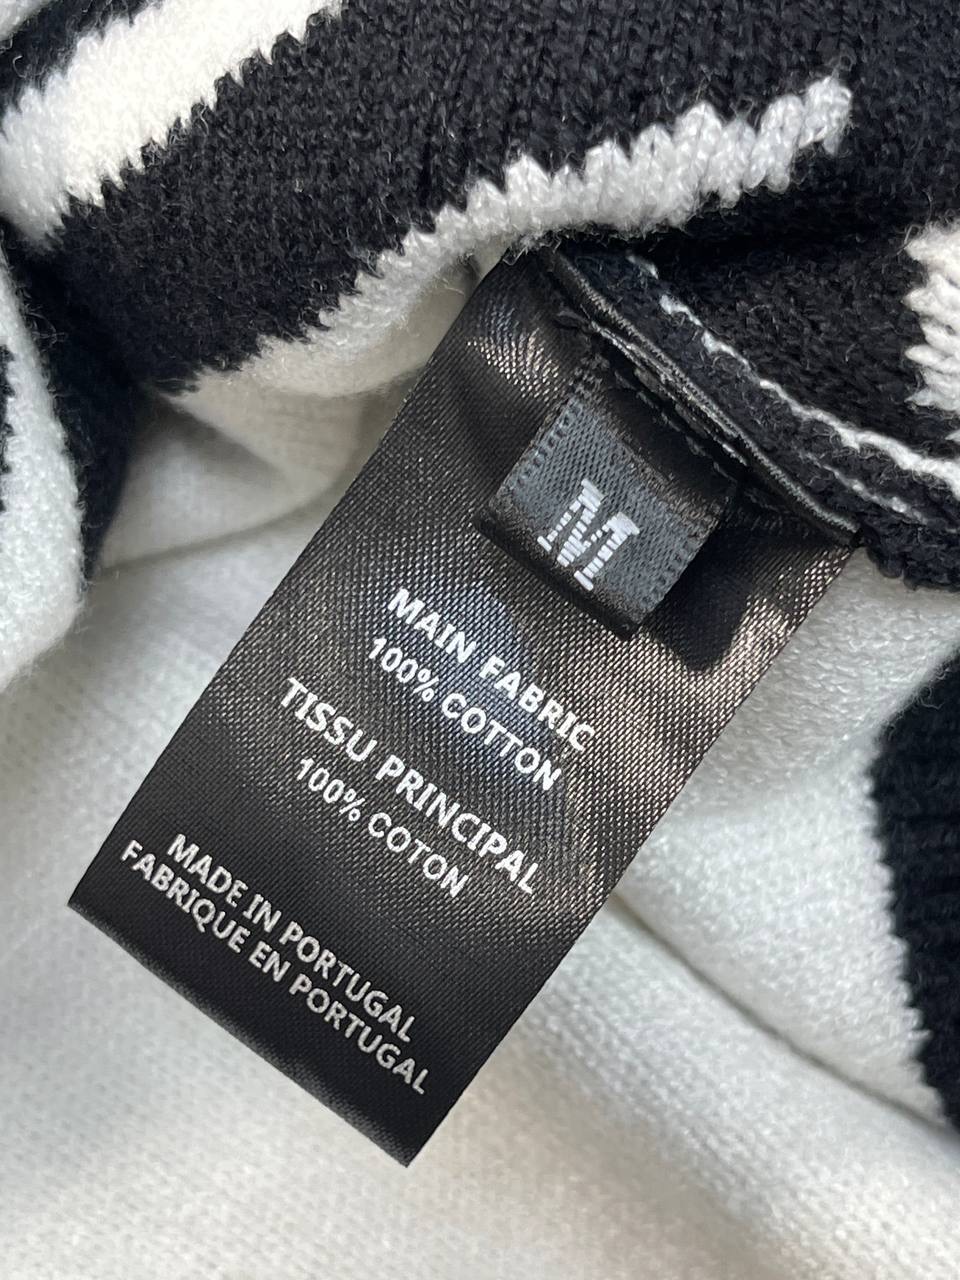 M
MAIN FABRIC
100% COTTON
TISSU PRINCIPAL
100% COTON
MADE IN PORTUGAL
FABRIQUE EN PORTUGAL